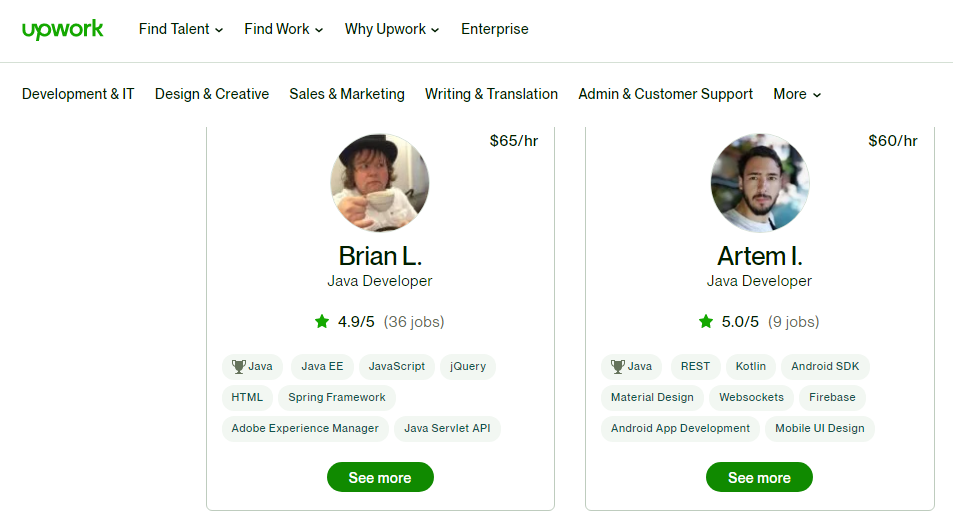 upwork Find Talent Find Work Why Upwork Enterprise
Development & IT Design & Creative Sales & Marketing Writing & Translation Admin & Customer Support More
$65/hr
Brian L.
Java Developer
4.9/5 (36 jobs)
Java Java EE JavaScript jQuery
HTML Spring Framework
Adobe Experience Manager Java Servlet API
See more
$60/hr
Artem I.
Java Developer
5.0/5 (9 jobs)
Java REST Kotlin Android SDK
Material Design Websockets Firebase
Android App Development Mobile UI Design
See more